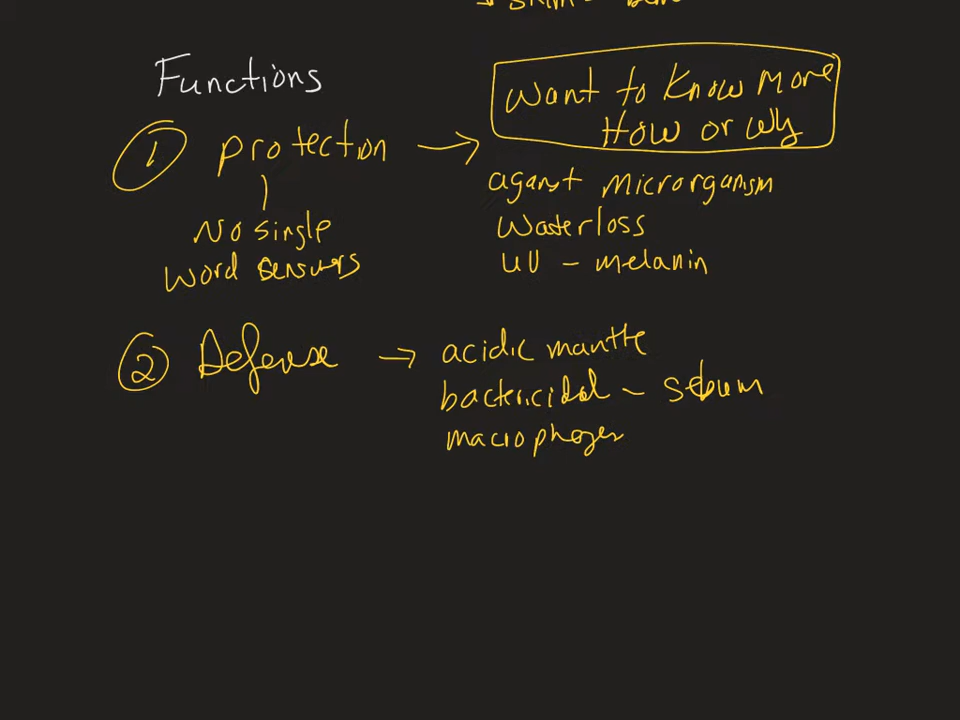 Functions
Want to Know More
How or Why
① protection →
aganst microrganism
No single
Word answers
Waterloss
UV - melanin
② Defense → acidic mantle
bactericidal - sebum
macrophages